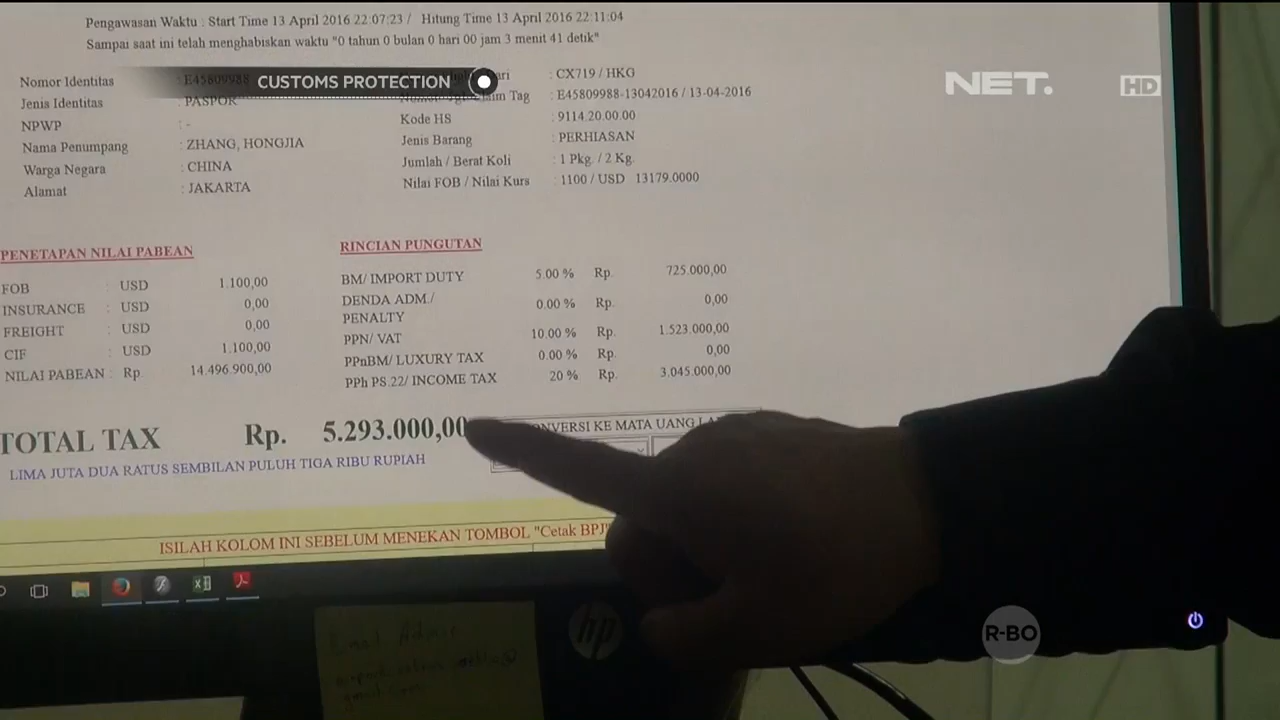 Pengawasan Waktu : Start Time 13 April 2016 22:07:23 / Hitung Time 13 April 2016 22:11:04
Sampai saat ini telah menghabiskan waktu "0 tahun 0 bulan 0 hari 00 jam 3 menit 41 detik"
CUSTOMS PROTECTION
NET.
HD
Nomor Identitas : E45809988
Jenis Identitas : PASPOR
NPWP : -
Nama Penumpang : ZHANG, HONGJIA
Warga Negara : CHINA
Alamat : JAKARTA
: CX719 / HKG
Tag : E45809988-13042016 / 13-04-2016
Kode HS : 9114.20.00.00
Jenis Barang : PERHIASAN
Jumlah / Berat Koli : 1 Pkg. / 2 Kg.
Nilai FOB / Nilai Kurs : 1100 / USD 13179.0000
PENETAPAN NILAI PABEAN
FOB : USD 1.100,00
INSURANCE : USD 0,00
FREIGHT : USD 0,00
CIF : USD 1.100,00
NILAI PABEAN : Rp. 14.496.900,00
RINCIAN PUNGUTAN
BM/ IMPORT DUTY 5.00 % Rp. 725.000,00
DENDA ADM./ 0.00 % Rp. 0,00
PENALTY
PPN/ VAT 10.00 % Rp. 1.523.000,00
PPnBM/ LUXURY TAX 0.00 % Rp. 0,00
PPh PS.22/ INCOME TAX 20 % Rp. 3.045.000,00
TOTAL TAX Rp. 5.293.000,00
LIMA JUTA DUA RATUS SEMBILAN PULUH TIGA RIBU RUPIAH
KE MATA UANG
ISILAH KOLOM INI SEBELUM MENEKAN TOMBOL "Cetak BPJ"
hp
R-BO